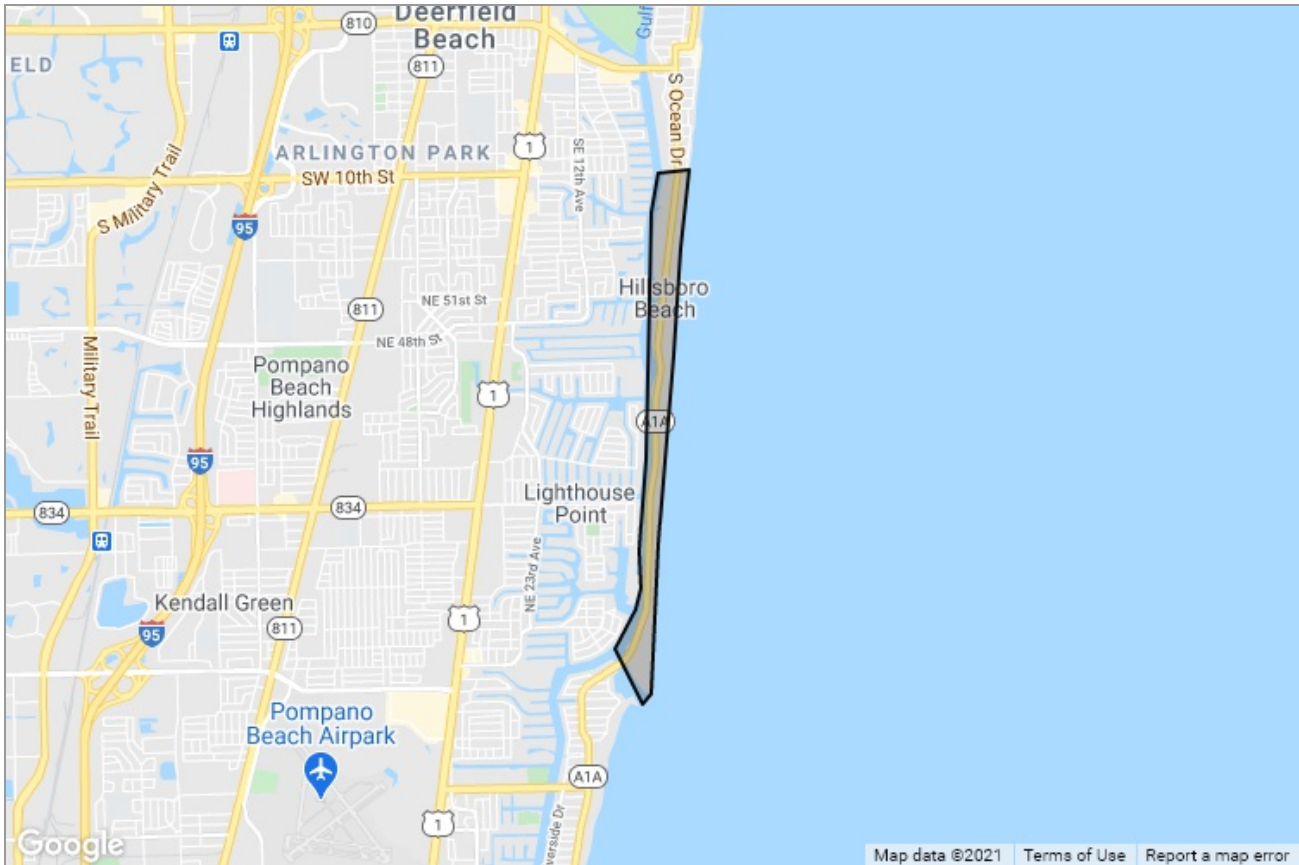 Deerfield
Beach
810
Gulf
811
ELD
S Ocean Dr
1
SE 12th Ave
ARLINGTON PARK
SW 10th St
S Military Trail
95
Hillsboro
Beach
NE 51st St
811
NE 48th St
Military Trail
Pompano
Beach
Highlands
1
A1A
95
Lighthouse
Point
834
834
NE 23rd Ave
Kendall Green
1
811
95
Pompano
Beach Airpark
A1A
1
verside Dr
Google
Map data ©2021
Terms of Use
Report a map error